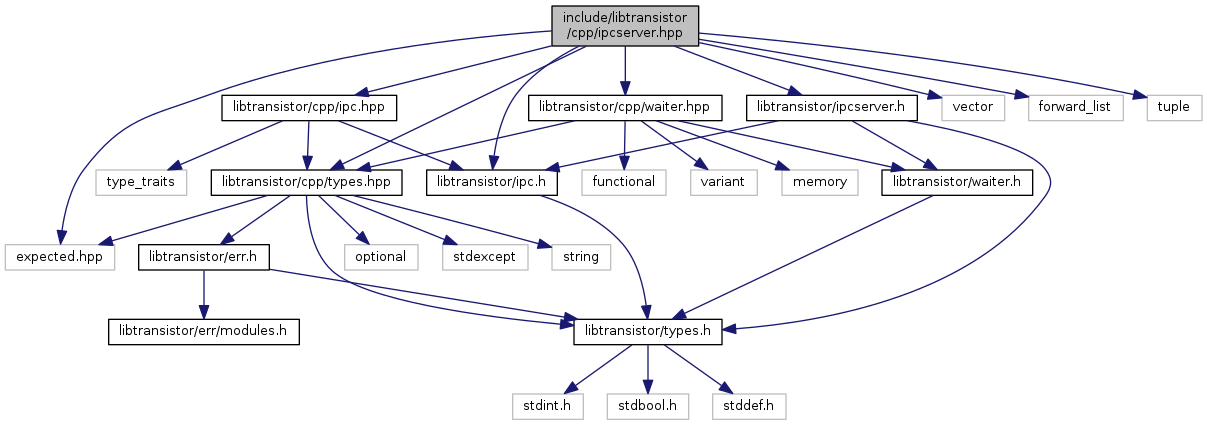 include/libtransistor
/cpp/ipcserver.hpp
libtransistor/cpp/ipc.hpp
libtransistor/cpp/waiter.hpp
libtransistor/ipcserver.h
vector
forward_list
tuple
type_traits
libtransistor/cpp/types.hpp
libtransistor/ipc.h
functional
variant
memory
libtransistor/waiter.h
expected.hpp
libtransistor/err.h
optional
stdexcept
string
libtransistor/err/modules.h
libtransistor/types.h
stdint.h
stdbool.h
stddef.h